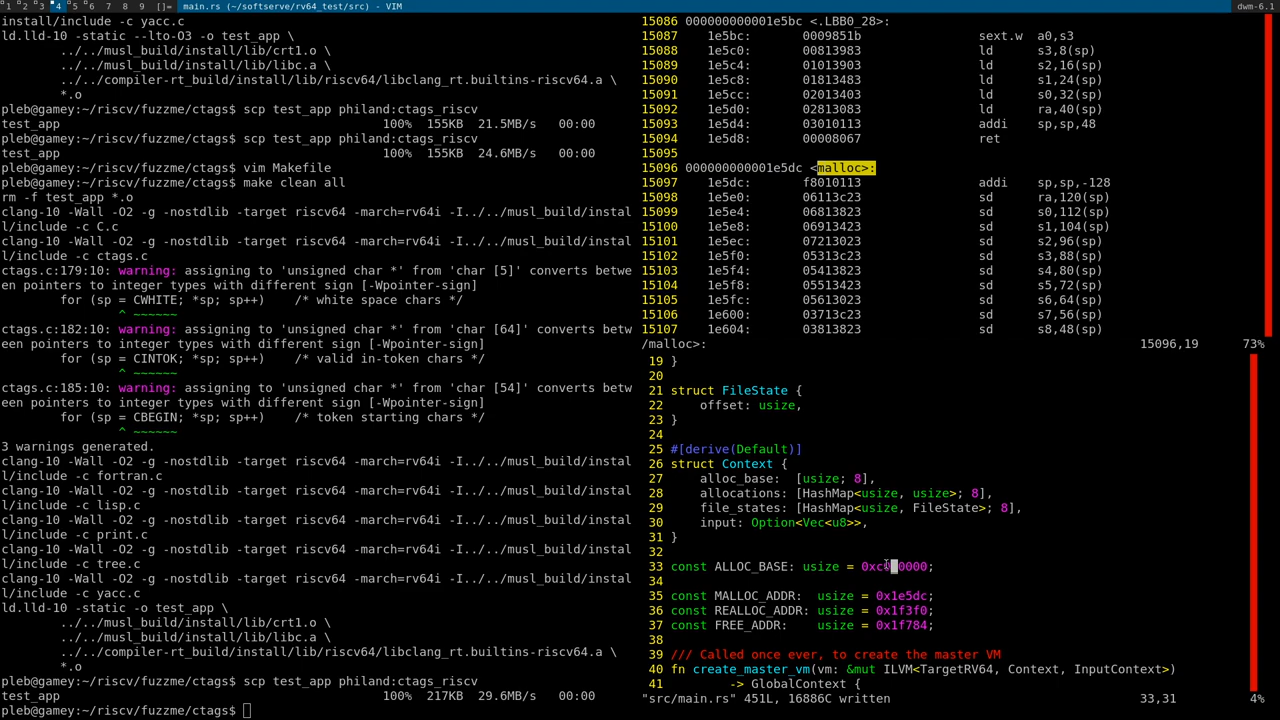 1 2 3 4 5 6 7 8 9 []= main.rs (~/softserve/rv64_test/src) - VIM dwm-6.1
install/include -c yacc.c
ld.lld-10 -static --lto-O3 -o test_app \
../../musl_build/install/lib/crt1.o \
../../musl_build/install/lib/libc.a \
../../compiler-rt_build/install/lib/riscv64/libclang_rt.builtins-riscv64.a \
*.o
pleb@gamey:~/riscv/fuzzme/ctags$ scp test_app philand:ctags_riscv
test_app 100% 155KB 21.5MB/s 00:00
pleb@gamey:~/riscv/fuzzme/ctags$ scp test_app philand:ctags_riscv
test_app 100% 155KB 24.6MB/s 00:00
pleb@gamey:~/riscv/fuzzme/ctags$ vim Makefile
pleb@gamey:~/riscv/fuzzme/ctags$ make clean all
rm -f test_app *.o
clang-10 -Wall -O2 -g -nostdlib -target riscv64 -march=rv64i -I../../musl_build/instal
l/include -c C.c
clang-10 -Wall -O2 -g -nostdlib -target riscv64 -march=rv64i -I../../musl_build/instal
l/include -c ctags.c
ctags.c:179:10: warning: assigning to 'unsigned char *' from 'char [5]' converts betwe
en pointers to integer types with different sign [-Wpointer-sign]
for (sp = CWHITE; *sp; sp++) /* white space chars */
^ ~~~~~~
ctags.c:182:10: warning: assigning to 'unsigned char *' from 'char [64]' converts betw
een pointers to integer types with different sign [-Wpointer-sign]
for (sp = CINTOK; *sp; sp++) /* valid in-token chars */
^ ~~~~~~
ctags.c:185:10: warning: assigning to 'unsigned char *' from 'char [54]' converts betw
een pointers to integer types with different sign [-Wpointer-sign]
for (sp = CBEGIN; *sp; sp++) /* token starting chars */
^ ~~~~~~
3 warnings generated.
clang-10 -Wall -O2 -g -nostdlib -target riscv64 -march=rv64i -I../../musl_build/instal
l/include -c fortran.c
clang-10 -Wall -O2 -g -nostdlib -target riscv64 -march=rv64i -I../../musl_build/instal
l/include -c lisp.c
clang-10 -Wall -O2 -g -nostdlib -target riscv64 -march=rv64i -I../../musl_build/instal
l/include -c print.c
clang-10 -Wall -O2 -g -nostdlib -target riscv64 -march=rv64i -I../../musl_build/instal
l/include -c tree.c
clang-10 -Wall -O2 -g -nostdlib -target riscv64 -march=rv64i -I../../musl_build/instal
l/include -c yacc.c
ld.lld-10 -static -o test_app \
../../musl_build/install/lib/crt1.o \
../../musl_build/install/lib/libc.a \
../../compiler-rt_build/install/lib/riscv64/libclang_rt.builtins-riscv64.a \
*.o
pleb@gamey:~/riscv/fuzzme/ctags$ scp test_app philand:ctags_riscv
test_app 100% 217KB 29.6MB/s 00:00
pleb@gamey:~/riscv/fuzzme/ctags$
15086 000000000001e5bc <.LBB0_28>:
15087 1e5bc: 0009851b sext.w a0,s3
15088 1e5c0: 00813983 ld s3,8(sp)
15089 1e5c4: 01013903 ld s2,16(sp)
15090 1e5c8: 01813483 ld s1,24(sp)
15091 1e5cc: 02013403 ld s0,32(sp)
15092 1e5d0: 02813083 ld ra,40(sp)
15093 1e5d4: 03010113 addi sp,sp,48
15094 1e5d8: 00008067 ret
15095
15096 000000000001e5dc <malloc>:
15097 1e5dc: f8010113 addi sp,sp,-128
15098 1e5e0: 06113c23 sd ra,120(sp)
15099 1e5e4: 06813823 sd s0,112(sp)
15100 1e5e8: 06913423 sd s1,104(sp)
15101 1e5ec: 07213023 sd s2,96(sp)
15102 1e5f0: 05313c23 sd s3,88(sp)
15103 1e5f4: 05413823 sd s4,80(sp)
15104 1e5f8: 05513423 sd s5,72(sp)
15105 1e5fc: 05613023 sd s6,64(sp)
15106 1e600: 03713c23 sd s7,56(sp)
15107 1e604: 03813823 sd s8,48(sp)
/malloc>: 15096,19 73%
19 }
20
21 struct FileState {
22 offset: usize,
23 }
24
25 #[derive(Default)]
26 struct Context {
27 alloc_base: [usize; 8],
28 allocations: [HashMap<usize, usize>; 8],
29 file_states: [HashMap<usize, FileState>; 8],
30 input: Option<Vec<u8>>,
31 }
32
33 const ALLOC_BASE: usize =
34
35 const MALLOC_ADDR: usize = 0x1e5dc;
36 const REALLOC_ADDR: usize = 0x1f3f0;
37 const FREE_ADDR: usize = 0x1f784;
38
39 /// Called once ever, to create the master VM
40 fn create_master_vm(vm: &mut ILVM<TargetRV64, Context, InputContext>)
41 -> GlobalContext {
"src/main.rs" 451L, 16886C written 33,31 4%